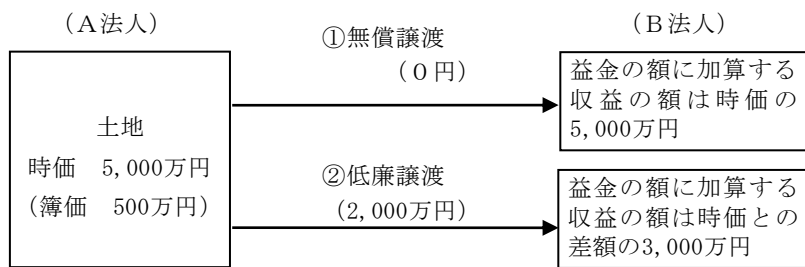 （Ａ法人）
（Ｂ法人）
①無償譲渡
（０円）
益金の額に加算する
収益の額は時価の
5,000万円
土地
時価　5,000万円
（簿価　500万円）
②低廉譲渡
（2,000万円）
益金の額に加算する
収益の額は時価との
差額の3,000万円